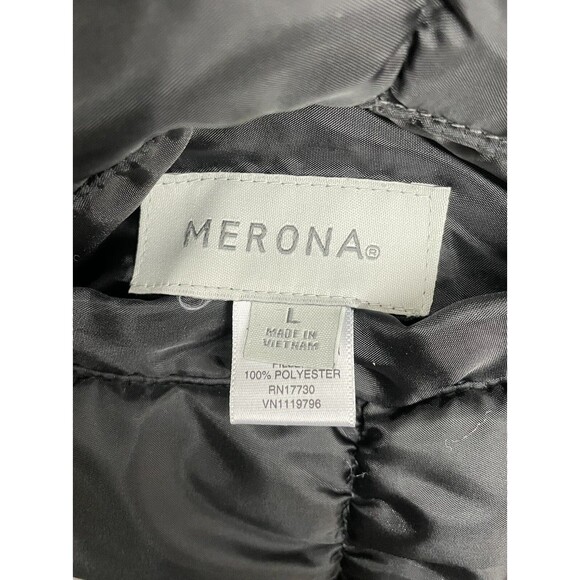 MERONA®
L
MADE IN
VIETNAM
100% POLYESTER
RN17730
VN1119796